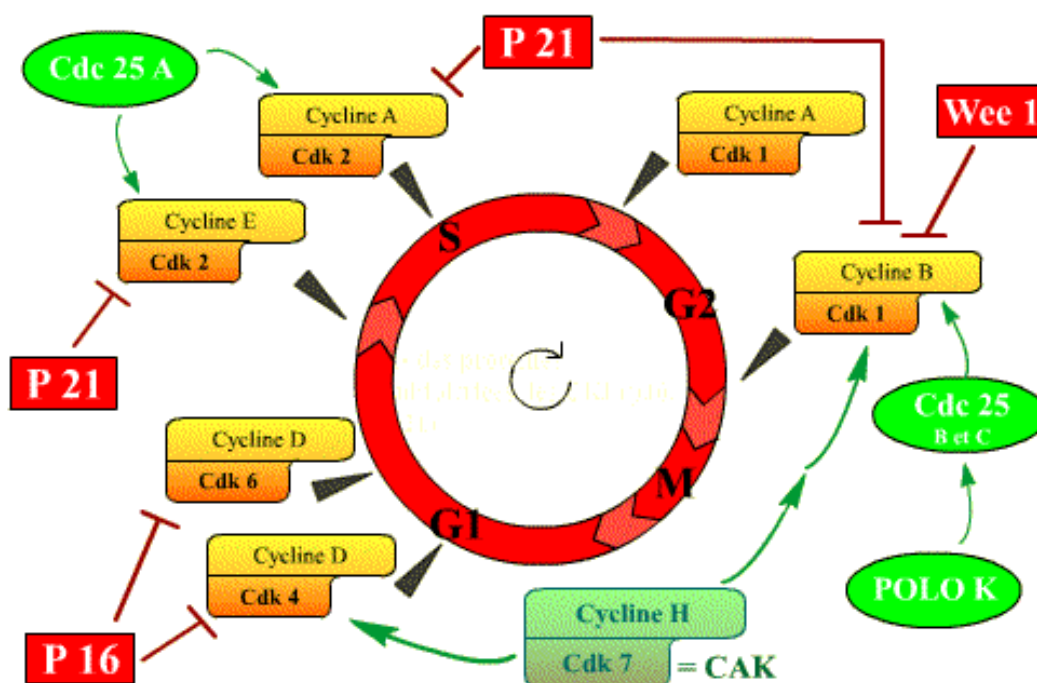 P 21
Cdc 25 A
Wee 1
Cycline A
Cdk 2
Cycline A
Cdk 1
Cycline E
Cdk 2
S
G2
Cycline B
Cdk 1
P 21
Cdc 25
B et C
Cycline D
Cdk 6
M
G1
Cycline D
Cdk 4
POLO K
Cycline H
Cdk 7
= CAK
P 16